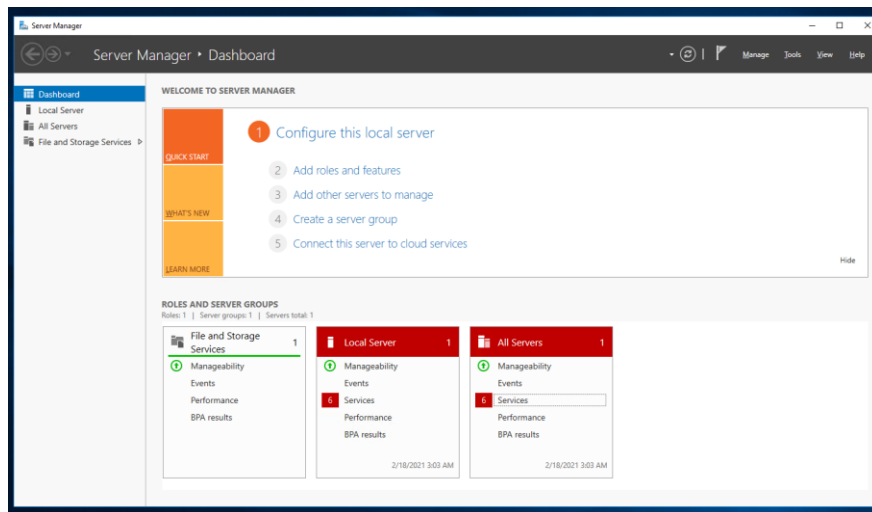 Server Manager
Server Manager • Dashboard
Manage Tools View Help
Dashboard
Local Server
All Servers
File and Storage Services
WELCOME TO SERVER MANAGER
QUICK START
WHAT'S NEW
LEARN MORE
1 Configure this local server
2 Add roles and features
3 Add other servers to manage
4 Create a server group
5 Connect this server to cloud services
Hide
ROLES AND SERVER GROUPS
Roles: 1 | Server groups: 1 | Servers total: 1
File and Storage
Services
1
Manageability
Events
Performance
BPA results
Local Server 1
Manageability
Events
6 Services
Performance
BPA results
2/18/2021 3:03 AM
All Servers 1
Manageability
Events
6 Services
Performance
BPA results
2/18/2021 3:03 AM